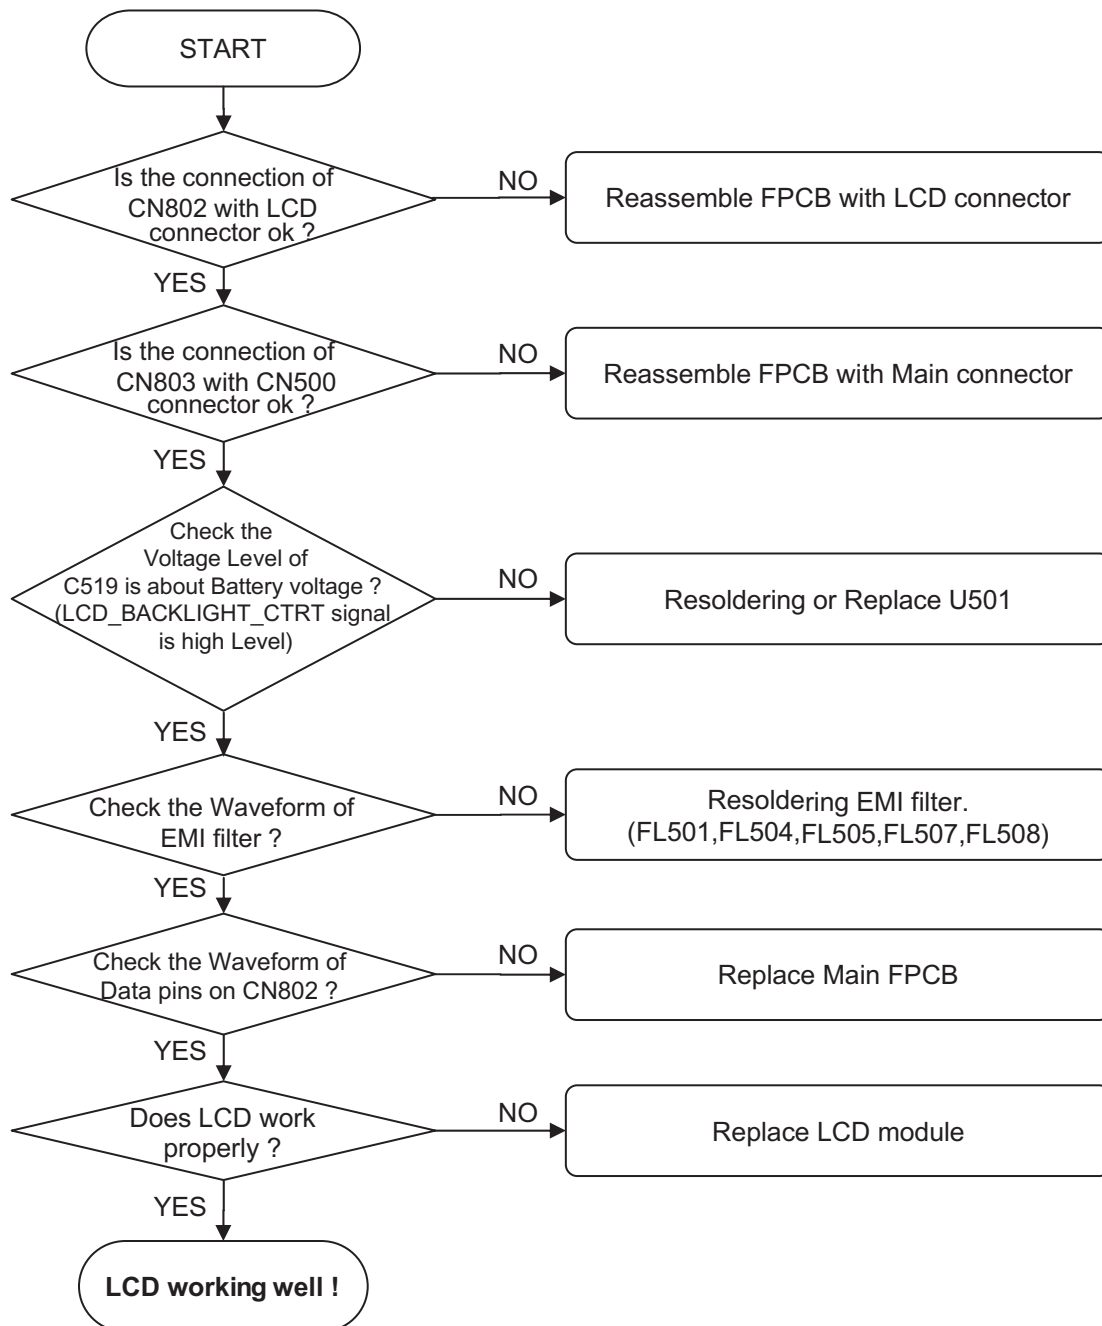 START
Is the connection of
CN802 with LCD
connector ok ?
NO
Reassemble FPCB with LCD connector
YES
Is the connection of
CN803 with CN500
connector ok ?
NO
Reassemble FPCB with Main connector
YES
Check the
Voltage Level of
C519 is about Battery voltage ?
(LCD_BACKLIGHT_CTRT signal
is high Level)
NO
Resoldering or Replace U501
YES
Check the Waveform of
EMI filter ?
NO
Resoldering EMI filter.
(FL501,FL504,FL505,FL507,FL508)
YES
Check the Waveform of
Data pins on CN802 ?
NO
Replace Main FPCB
YES
Does LCD work
properly ?
NO
Replace LCD module
YES
LCD working well !